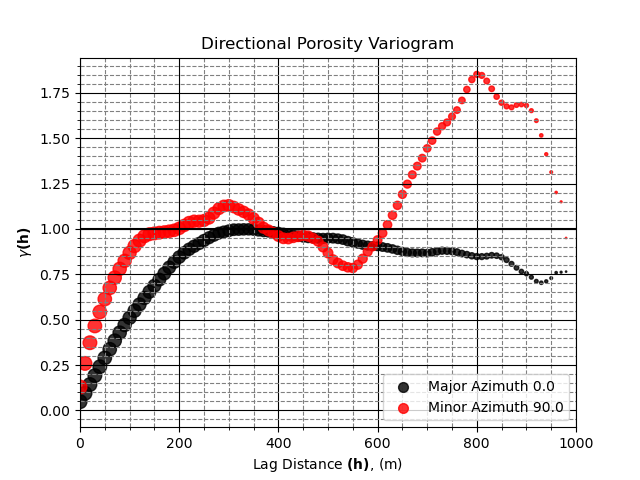 Directional Porosity Variogram
1.75
1.50
1.25
1.00
0.75
0.50
0.25
0.00
γ(h)
Major Azimuth 0.0
Minor Azimuth 90.0
0 200 400 600 800 1000
Lag Distance (h), (m)